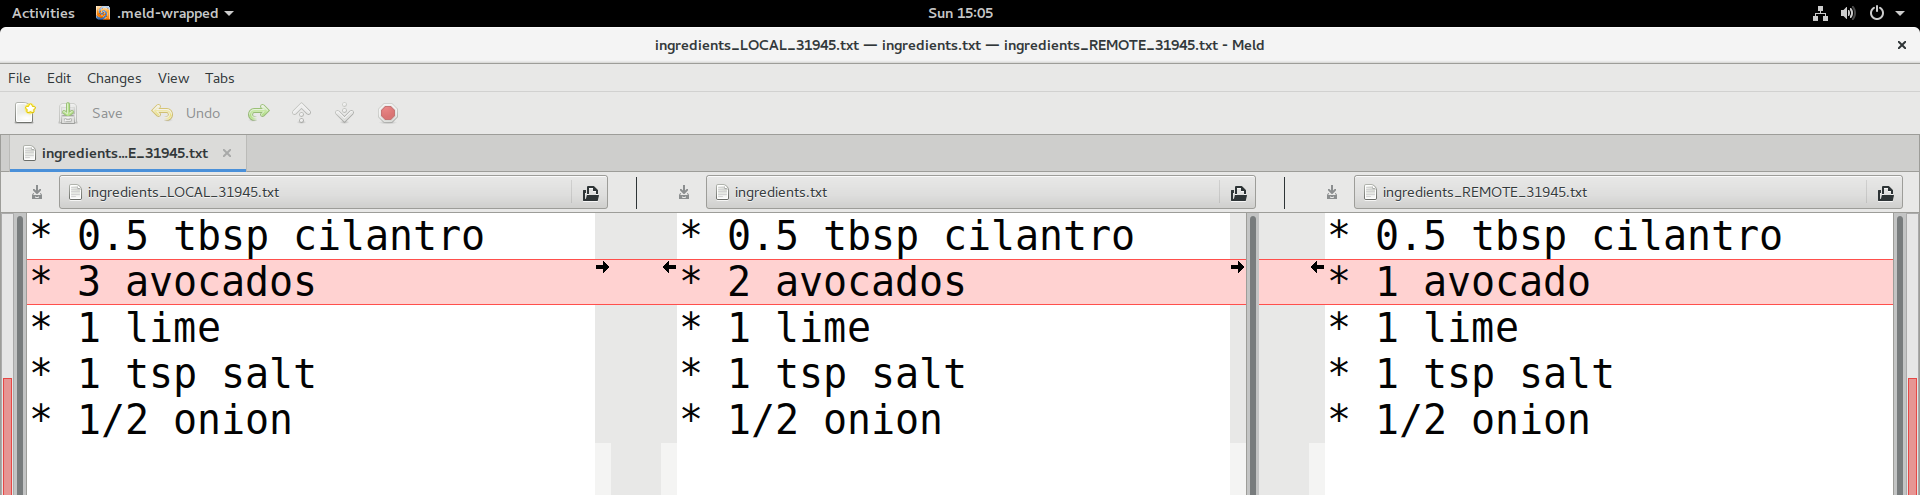 Activities .meld-wrapped Sun 15:05
ingredients_LOCAL_31945.txt — ingredients.txt — ingredients_REMOTE_31945.txt - Meld
File Edit Changes View Tabs
Save Undo
ingredients...E_31945.txt
ingredients_LOCAL_31945.txt ingredients.txt ingredients_REMOTE_31945.txt
* 0.5 tbsp cilantro
* 3 avocados
* 1 lime
* 1 tsp salt
* 1/2 onion
* 0.5 tbsp cilantro
* 2 avocados
* 1 lime
* 1 tsp salt
* 1/2 onion
* 0.5 tbsp cilantro
* 1 avocado
* 1 lime
* 1 tsp salt
* 1/2 onion